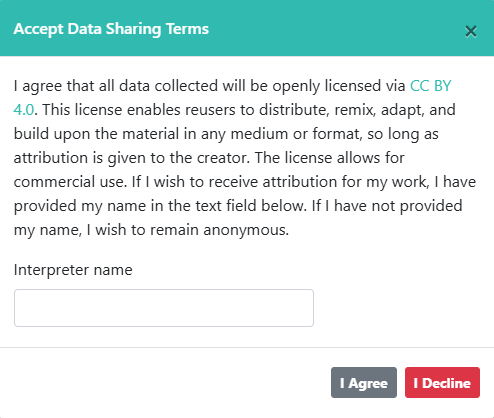 Accept Data Sharing Terms
×
I agree that all data collected will be openly licensed via CC BY
4.0. This license enables reusers to distribute, remix, adapt, and
build upon the material in any medium or format, so long as
attribution is given to the creator. The license allows for
commercial use. If I wish to receive attribution for my work, I have
provided my name in the text field below. If I have not provided
my name, I wish to remain anonymous.
Interpreter name
I Agree
I Decline